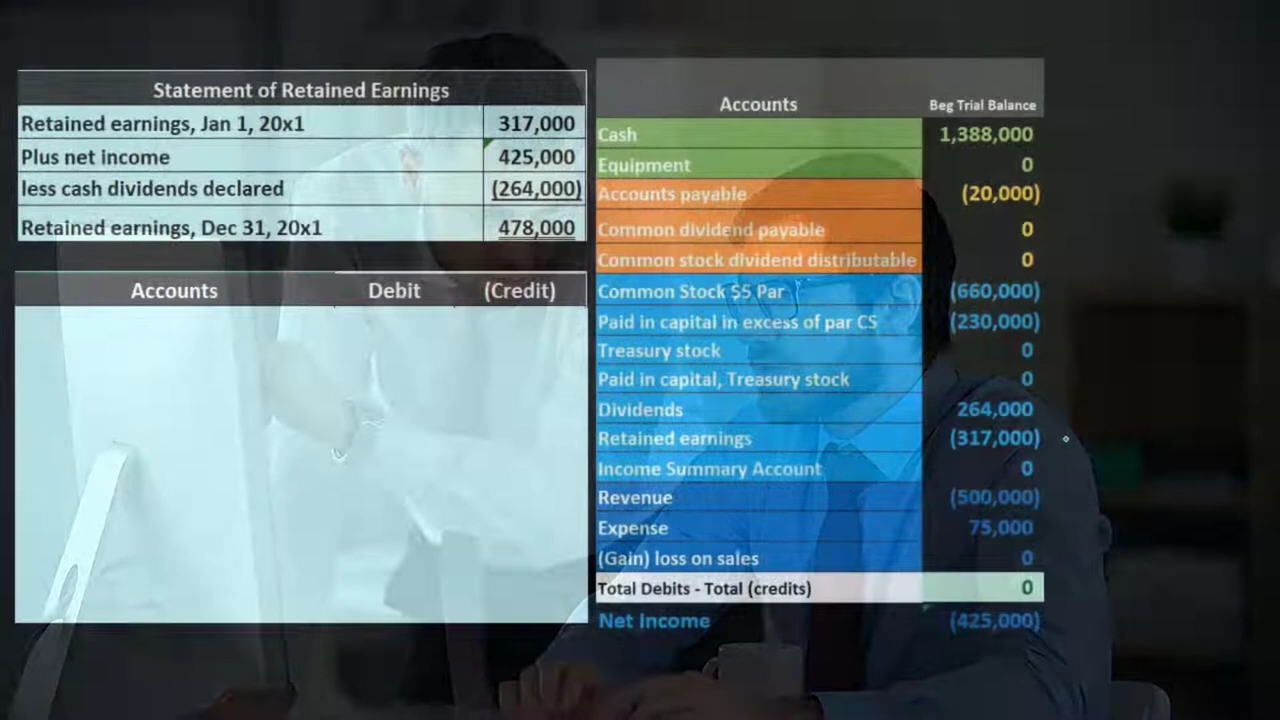 Statement of Retained Earnings
Retained earnings, Jan 1, 20x1 317,000
Plus net income 425,000
less cash dividends declared (264,000)
Retained earnings, Dec 31, 20x1 478,000
Accounts Debit (Credit)
Accounts Beg Trial Balance
Cash 1,388,000
Equipment 0
Accounts payable (20,000)
Common dividend payable 0
Common stock dividend distributable 0
Common Stock $5 Par (660,000)
Paid in capital in excess of par CS (230,000)
Treasury stock 0
Paid in capital, Treasury stock 0
Dividends 264,000
Retained earnings (317,000)
Income Summary Account 0
Revenue (500,000)
Expense 75,000
(Gain) loss on sales 0
Total Debits - Total (credits) 0
Net Income (425,000)